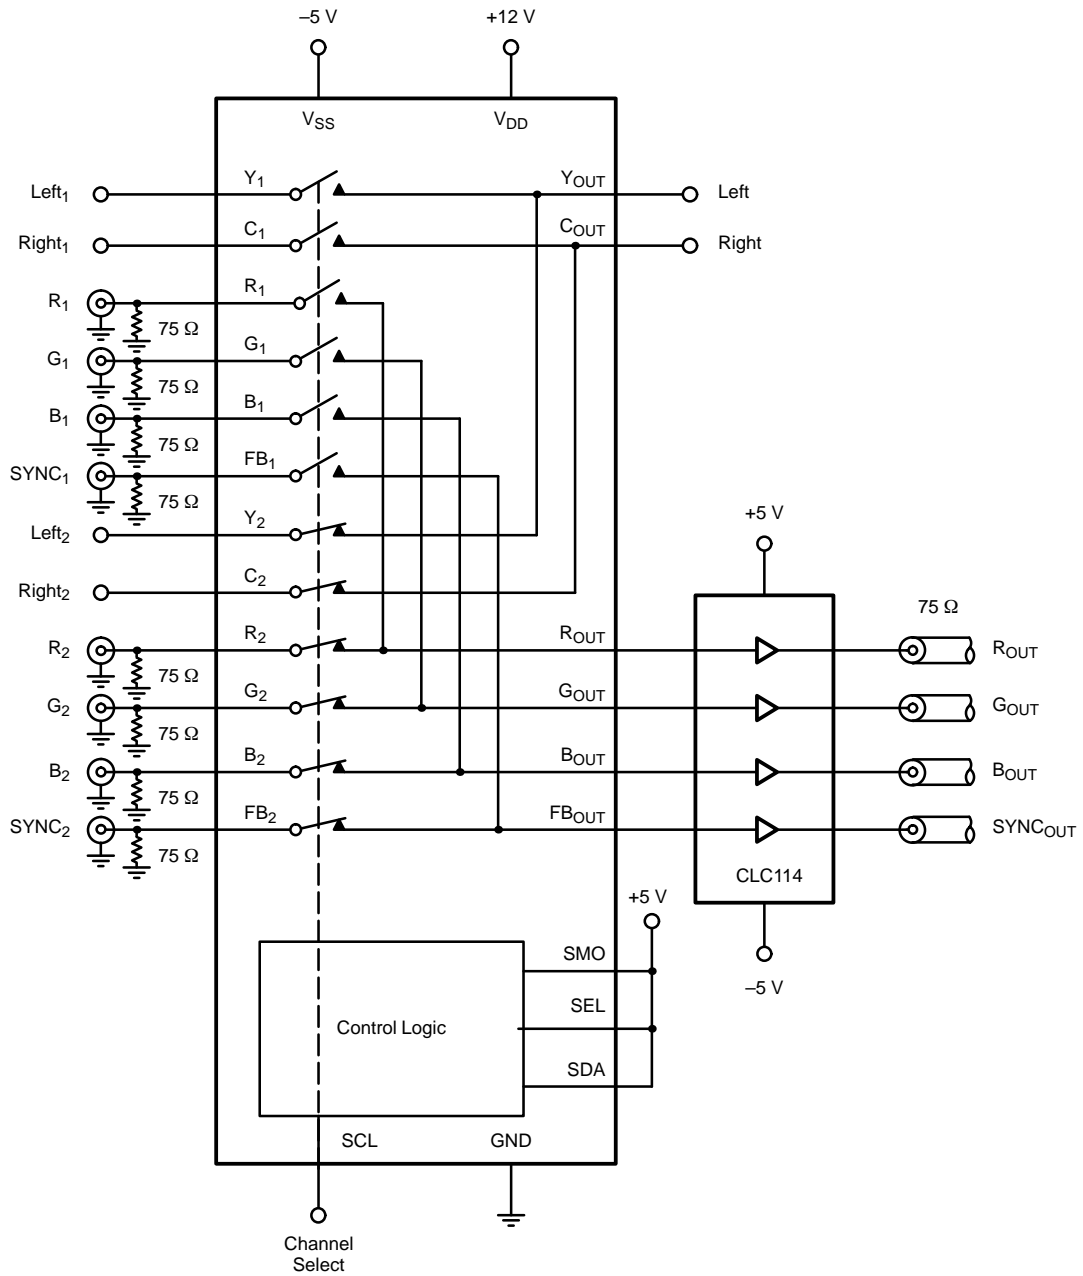 –5 V +12 V
VSS VDD
Left1 Y1 YOUT Left
Right1 C1 COUT Right
R1 75 Ω R1
G1 75 Ω G1
B1 75 Ω B1
SYNC1 75 Ω FB1
Left2 Y2 +5 V
Right2 C2 75 Ω
R2 75 Ω R2 ROUT ROUT
G2 75 Ω G2 GOUT GOUT
B2 75 Ω B2 BOUT BOUT
SYNC2 75 Ω FB2 FBOUT SYNCOUT
CLC114
+5 V
SMO –5 V
Control Logic SEL
SDA
SCL GND
Channel
Select